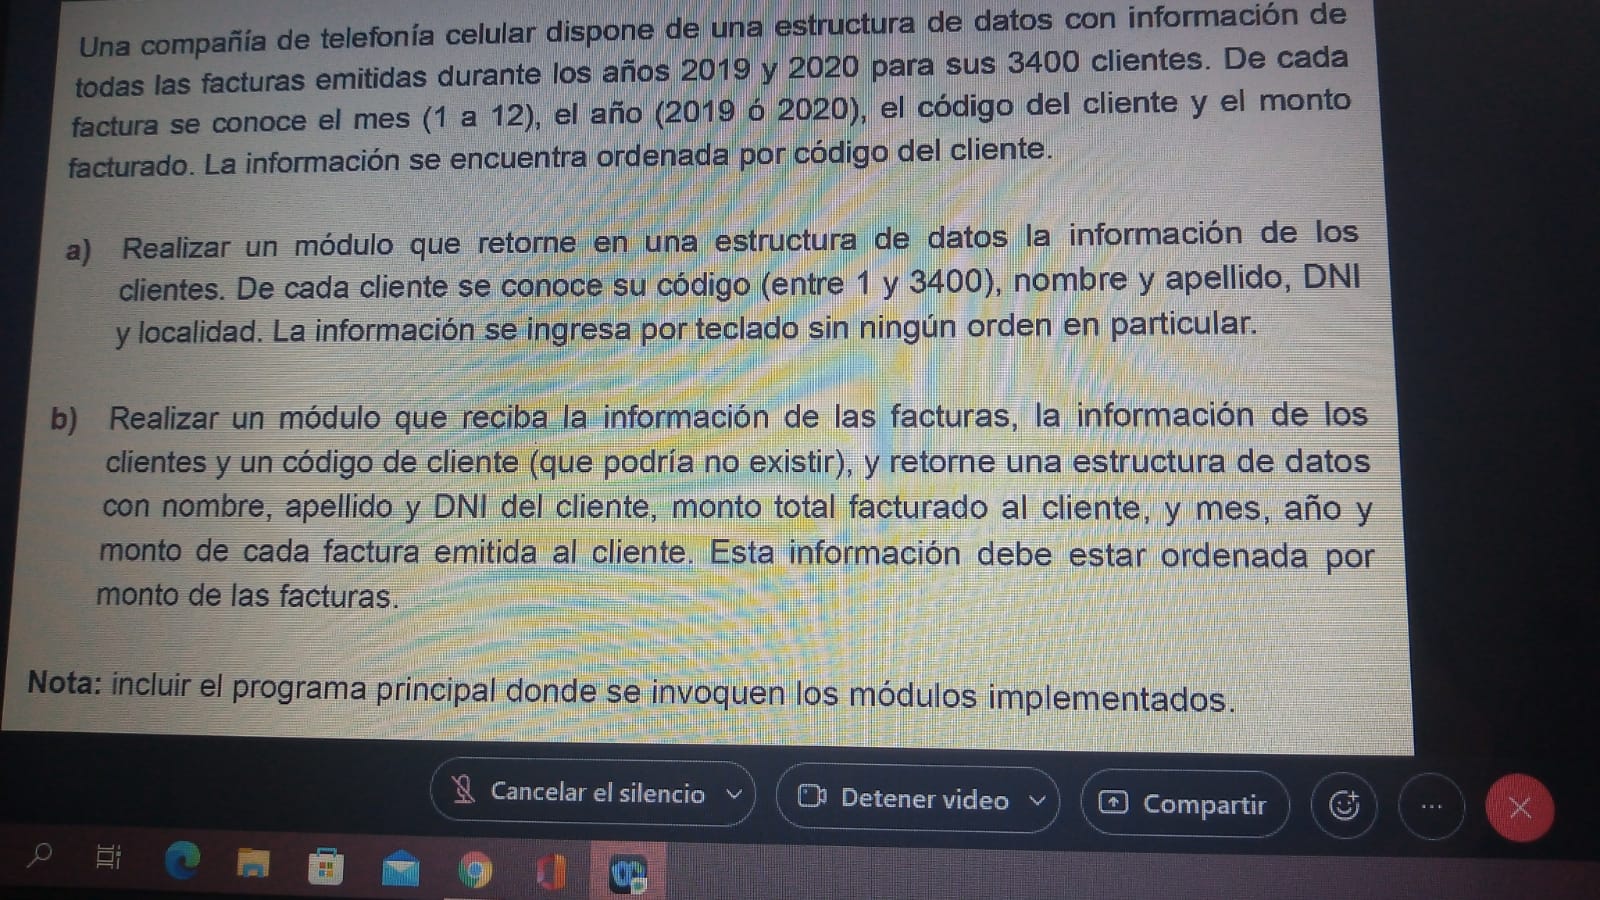 Una compañía de telefonía celular dispone de una estructura de datos con información de
todas las facturas emitidas durante los años 2019 y 2020 para sus 3400 clientes. De cada
factura se conoce el mes (1 a 12), el año (2019 ó 2020), el código del cliente y el monto
facturado. La información se encuentra ordenada por código del cliente.
a) Realizar un módulo que retorne en una estructura de datos la información de los
clientes. De cada cliente se conoce su código (entre 1 y 3400), nombre y apellido, DNI
y localidad. La información se ingresa por teclado sin ningún orden en particular.
b) Realizar un módulo que reciba la información de las facturas, la información de los
clientes y un código de cliente (que podría no existir), y retorne una estructura de datos
con nombre, apellido y DNI del cliente, monto total facturado al cliente, y mes, año y
monto de cada factura emitida al cliente. Esta información debe estar ordenada por
monto de las facturas.
Nota: incluir el programa principal donde se invoquen los módulos implementados.
Cancelar el silencio
Detener video
Compartir